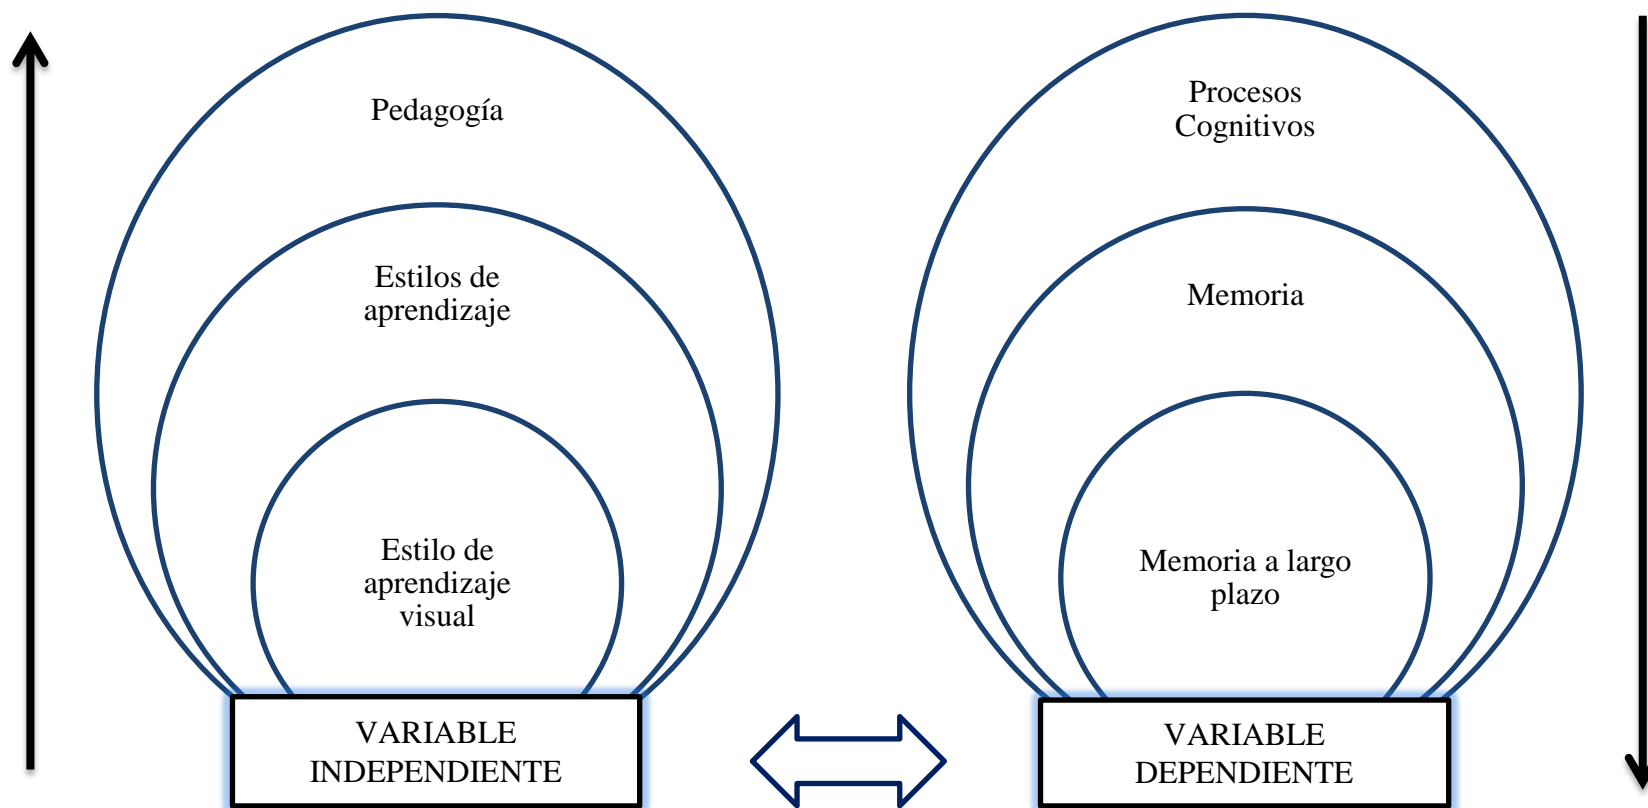 Pedagogía
Estilos de
aprendizaje
Estilo de
aprendizaje
visual
VARIABLE
INDEPENDIENTE
Procesos
Cognitivos
Memoria
Memoria a largo
plazo
VARIABLE
DEPENDIENTE